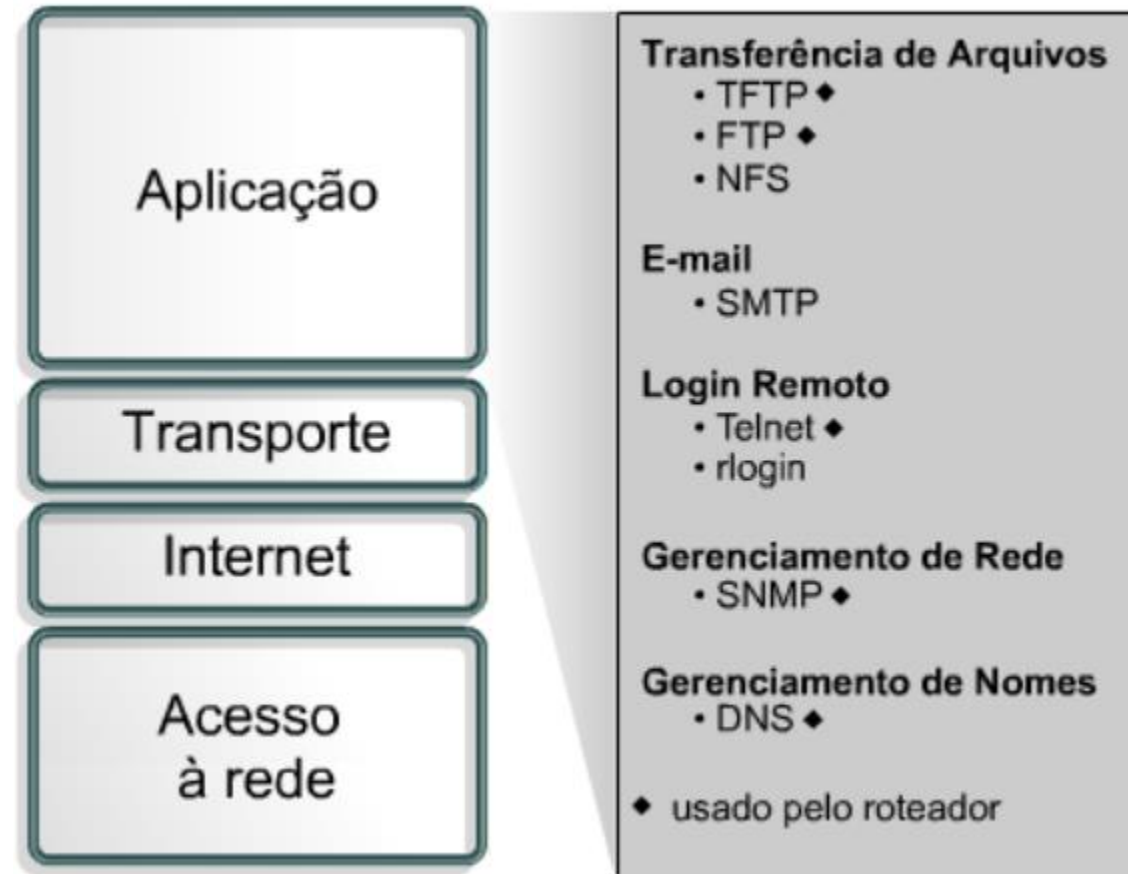 Aplicação
Transporte
Internet
Acesso
à rede
Transferência de Arquivos
• TFTP ◆
• FTP ◆
• NFS
E-mail
• SMTP
Login Remoto
• Telnet ◆
• rlogin
Gerenciamento de Rede
• SNMP ◆
Gerenciamento de Nomes
• DNS ◆
◆ usado pelo roteador